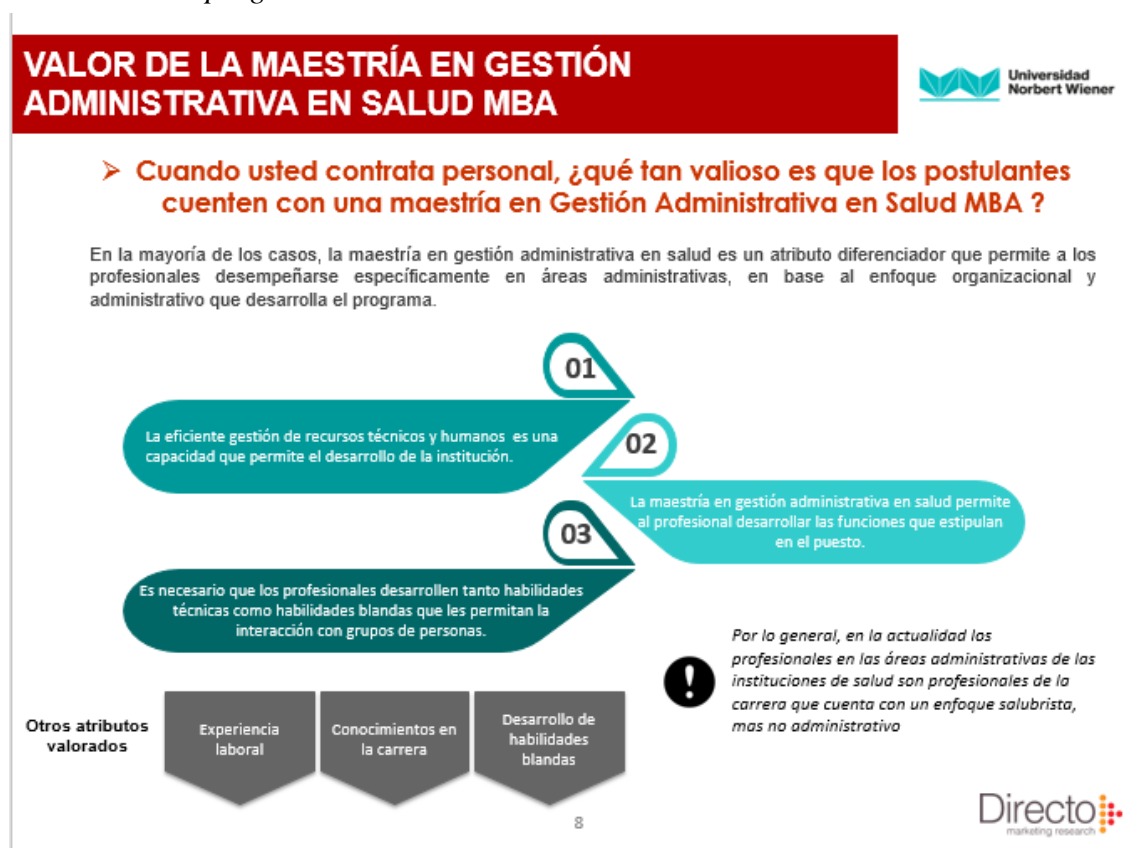 VALOR DE LA MAESTRÍA EN GESTIÓN
ADMINISTRATIVA EN SALUD MBA
Universidad
Norbert Wiener
➢ Cuando usted contrata personal, ¿qué tan valioso es que los postulantes
cuenten con una maestría en Gestión Administrativa en Salud MBA ?
En la mayoría de los casos, la maestría en gestión administrativa en salud es un atributo diferenciador que permite a los
profesionales desempeñarse específicamente en áreas administrativas, en base al enfoque organizacional y
administrativo que desarrolla el programa.
01
La eficiente gestión de recursos técnicos y humanos es una
capacidad que permite el desarrollo de la institución.
02
La maestría en gestión administrativa en salud permite
al profesional desarrollar las funciones que estipulan
en el puesto.
03
Es necesario que los profesionales desarrollen tanto habilidades
técnicas como habilidades blandas que les permitan la
interacción con grupos de personas.
Por lo general, en la actualidad los
profesionales en las áreas administrativas de las
instituciones de salud son profesionales de la
carrera que cuenta con un enfoque salubrista,
mas no administrativo
Otros atributos
valorados
Experiencia
laboral
Conocimientos en
la carrera
Desarrollo de
habilidades
blandas
8
Directo
marketing research